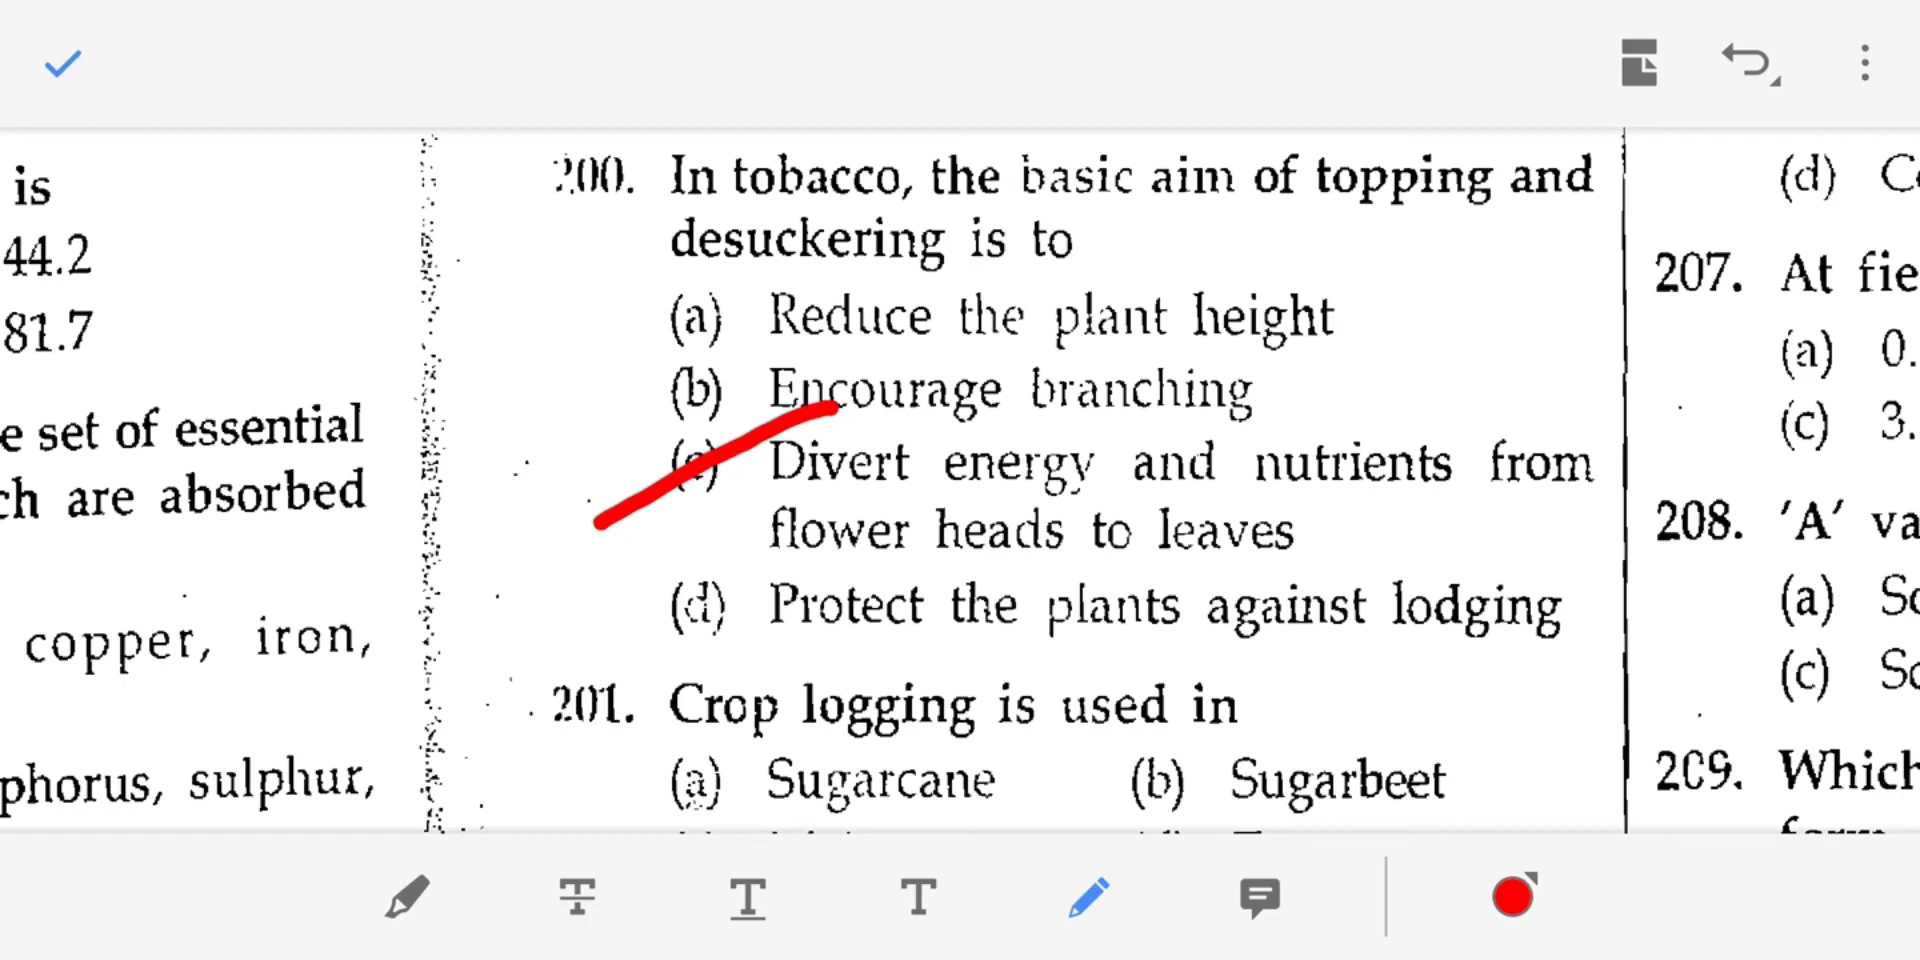 is
44.2
81.7
e set of essential
ch are absorbed
copper, iron,
phorus, sulphur,
200. In tobacco, the basic aim of topping and
desuckering is to
(a) Reduce the plant height
(b) Encourage branching
(c) Divert energy and nutrients from
flower heads to leaves
(d) Protect the plants against lodging
201. Crop logging is used in
(a) Sugarcane (b) Sugarbeet
(d) C
207. At fie
(a) 0.
(c) 3.
208. 'A' va
(a) So
(c) So
209. Which